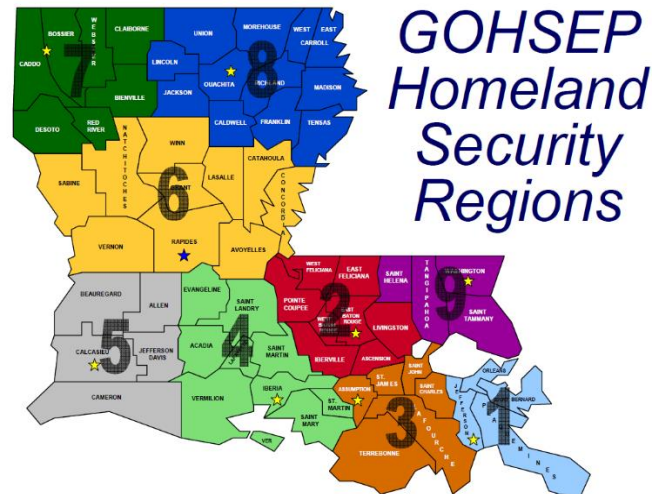 GOHSEP
Homeland
Security
Regions
BOSSIER
WEBSTER
CLAIBORNE
CADDO
7
BIENVILLE
DESOTO
RED
RIVER
UNION
MOREHOUSE
WEST
EAST
CARROLL
LINCOLN
OUACHITA
8
RICHLAND
MADISON
JACKSON
CALDWELL
FRANKLIN
TENSAS
NATCHITOCHES
WINN
CATAHOULA
SABINE
6
LASALLE
CONCORDIA
VERNON
RAPIDES
AVOYELLES
BEAUREGARD
ALLEN
5
CALCASIEU
JEFFERSON
DAVIS
CAMERON
EVANGELINE
SAINT
LANDRY
4
ACADIA
SAINT
MARTIN
VERMILION
IBERIA
ST.
MARTIN
SAINT
MARY
VER
WEST
FELICIANA
EAST
FELICIANA
POINTE
COUPEE
2
EAST
BATON
ROUGE
LIVINGSTON
IBERVILLE
ASCENSION
SAINT
HELENA
TANGIPAROA
WASHINGTON
9
SAINT
TAMMANY
ASSUMPTION
ST.
JAMES
SAINT
JOHN
SAINT
CHARLES
3
LAFOURCHE
TERREBONNE
ORLEANS
JEFFERSON
1
BERNARD
PLAQUEMINES